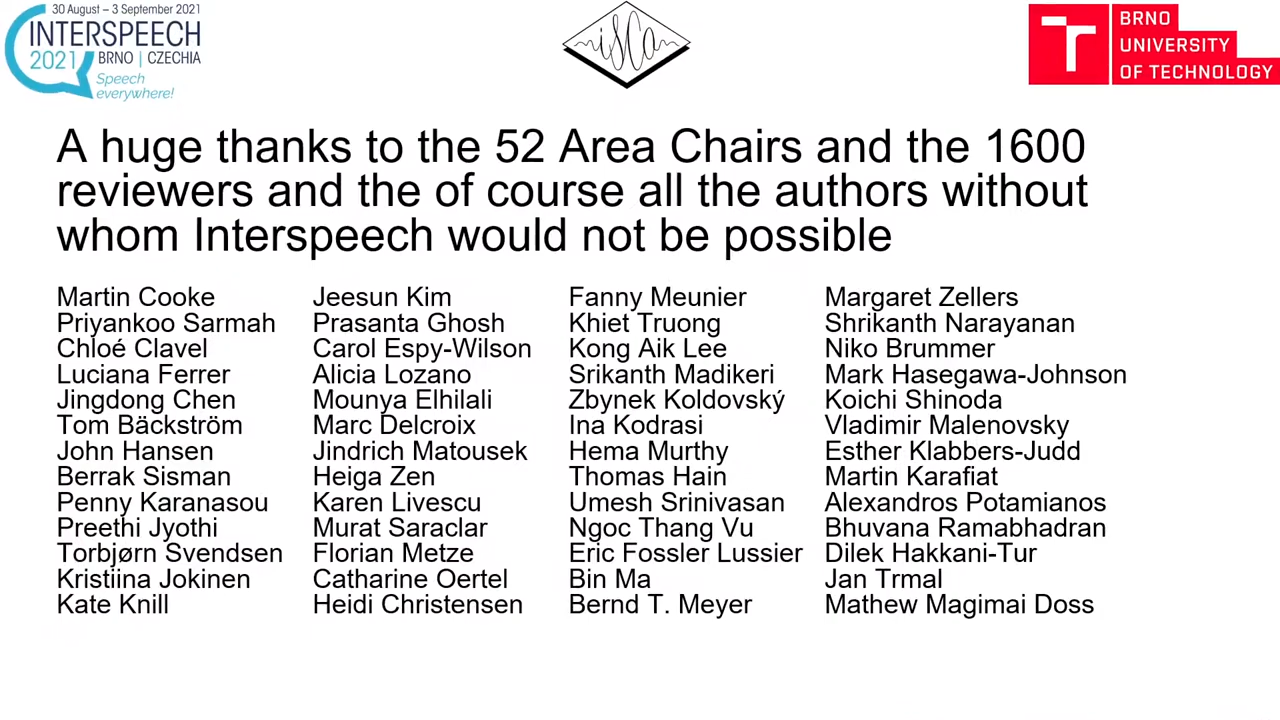 30 August – 3 September 2021
INTERSPEECH
2021 BRNO | CZECHIA
Speech
everywhere!
isca
BRNO
UNIVERSITY
OF TECHNOLOGY
A huge thanks to the 52 Area Chairs and the 1600
reviewers and the of course all the authors without
whom Interspeech would not be possible
Martin Cooke
Priyankoo Sarmah
Chloé Clavel
Luciana Ferrer
Jingdong Chen
Tom Bäckström
John Hansen
Berrak Sisman
Penny Karanasou
Preethi Jyothi
Torbjørn Svendsen
Kristiina Jokinen
Kate Knill
Jeesun Kim
Prasanta Ghosh
Carol Espy-Wilson
Alicia Lozano
Mounya Elhilali
Marc Delcroix
Jindrich Matousek
Heiga Zen
Karen Livescu
Murat Saraclar
Florian Metze
Catharine Oertel
Heidi Christensen
Fanny Meunier
Khiet Truong
Kong Aik Lee
Srikanth Madikeri
Zbynek Koldovský
Ina Kodrasi
Hema Murthy
Thomas Hain
Umesh Srinivasan
Ngoc Thang Vu
Eric Fossler Lussier
Bin Ma
Bernd T. Meyer
Margaret Zellers
Shrikanth Narayanan
Niko Brummer
Mark Hasegawa-Johnson
Koichi Shinoda
Vladimir Malenovsky
Esther Klabbers-Judd
Martin Karafiat
Alexandros Potamianos
Bhuvana Ramabhadran
Dilek Hakkani-Tur
Jan Trmal
Mathew Magimai Doss